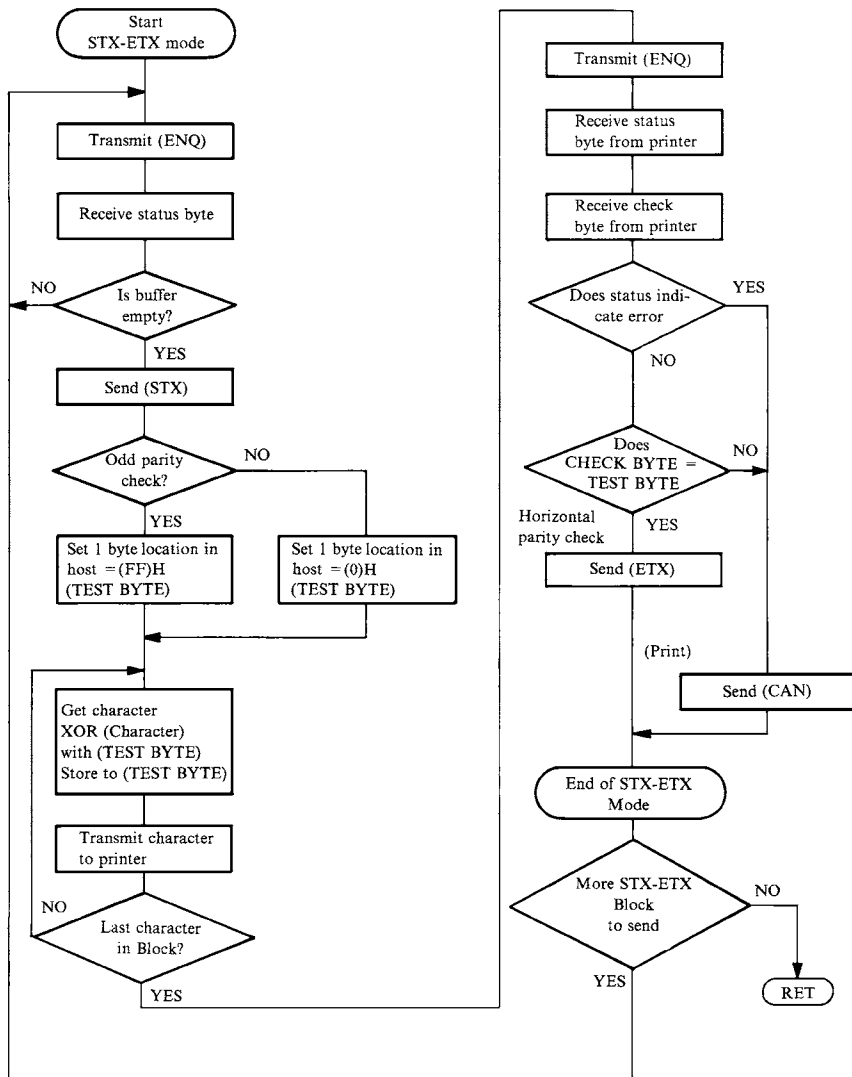 Start
STX-ETX mode
Transmit (ENQ)
Receive status byte
NO
Is buffer
empty?
YES
Send (STX)
Odd parity
check?
NO
YES
Set 1 byte location in
host = (FF)H
(TEST BYTE)
Set 1 byte location in
host = (0)H
(TEST BYTE)
Get character
XOR (Character)
with (TEST BYTE)
Store to (TEST BYTE)
Transmit character
to printer
NO
Last character
in Block?
YES
Transmit (ENQ)
Receive status
byte from printer
Receive check
byte from printer
Does status indi-
cate error
YES
NO
Does
CHECK BYTE =
TEST BYTE
NO
Horizontal
parity check
YES
Send (ETX)
(Print)
Send (CAN)
End of STX-ETX
Mode
More STX-ETX
Block
to send
NO
YES
RET